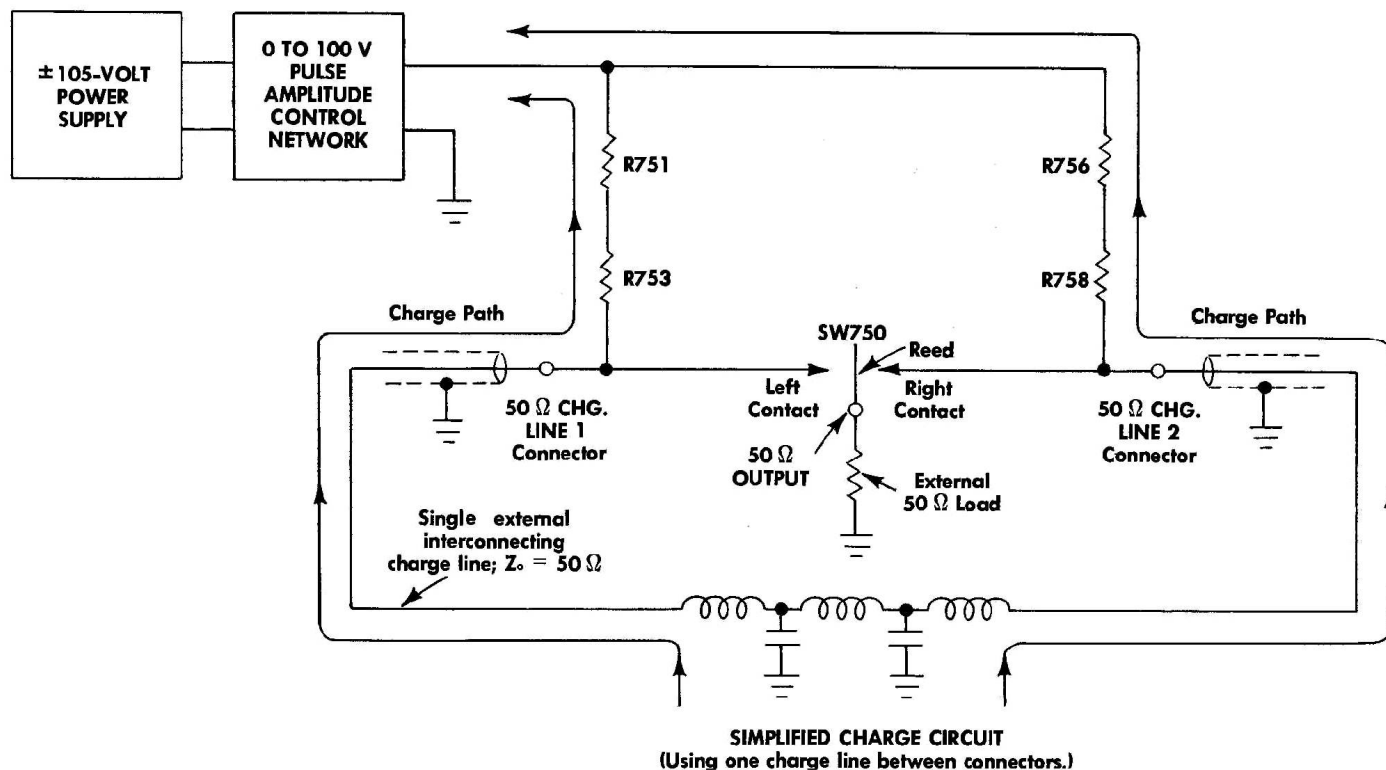 ±105-VOLT
POWER
SUPPLY
0 TO 100 V
PULSE
AMPLITUDE
CONTROL
NETWORK
R751
R756
R753
R758
Charge Path
Charge Path
SW750
Reed
Left
Contact
Right
Contact
50 Ω CHG.
LINE 1
Connector
50 Ω CHG.
LINE 2
Connector
50 Ω
OUTPUT
External
50 Ω Load
Single external
interconnecting
charge line; Zₒ = 50 Ω
SIMPLIFIED CHARGE CIRCUIT
(Using one charge line between connectors.)